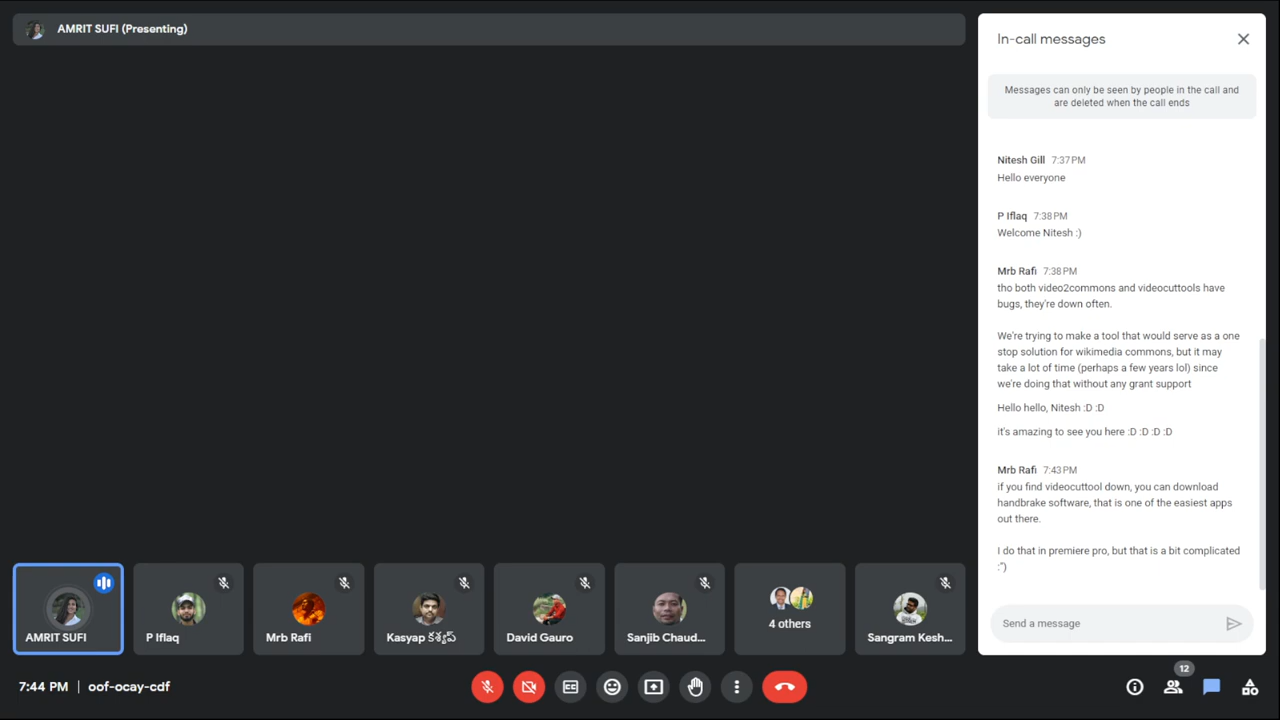 AMRIT SUFI (Presenting)
In-call messages
Messages can only be seen by people in the call and
are deleted when the call ends
Nitesh Gill 7:37 PM
Hello everyone
P Iflaq 7:38 PM
Welcome Nitesh :)
Mrb Rafi 7:38 PM
tho both video2commons and videocuttools have
bugs, they're down often.
We're trying to make a tool that would serve as a one
stop solution for wikimedia commons, but it may
take a lot of time (perhaps a few years lol) since
we're doing that without any grant support
Hello hello, Nitesh :D :D
it's amazing to see you here :D :D :D :D
Mrb Rafi 7:43 PM
if you find videocuttool down, you can download
handbrake software, that is one of the easiest apps
out there.
I do that in premiere pro, but that is a bit complicated
:")
Send a message
AMRIT SUFI
P Iflaq
Mrb Rafi
Kasyap కశ్యప్
David Gauro
Sanjib Chaud...
4 others
Sangram Kesh...
7:44 PM | oof-ocay-cdf
12